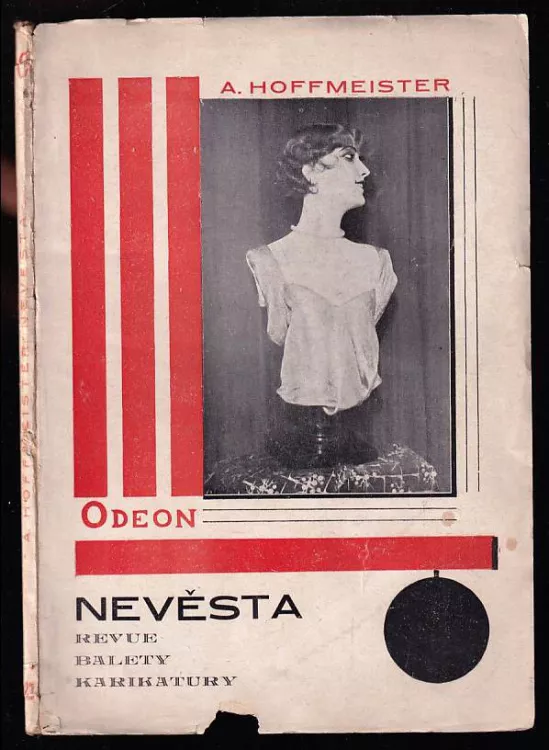 A. HOFFMEISTER
ODEON
NEVĚSTA
REVUE
BALETY
KARIKATURY
A HOFFMEISTER NEVĚSTA